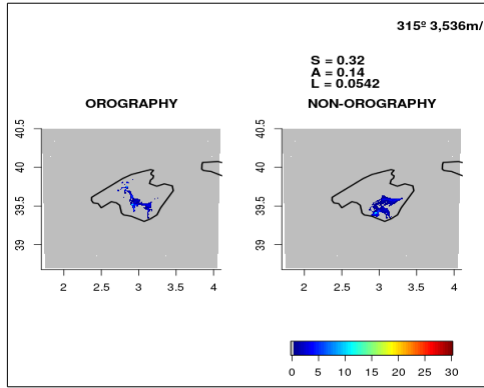 315º 3,536m/
S = 0.32
A = 0.14
L = 0.0542
OROGRAPHY
NON-OROGRAPHY
40.5
40
39.5
39
2 2.5 3 3.5 4
40.5
40
39.5
39
2 2.5 3 3.5 4
0 5 10 15 20 25 30